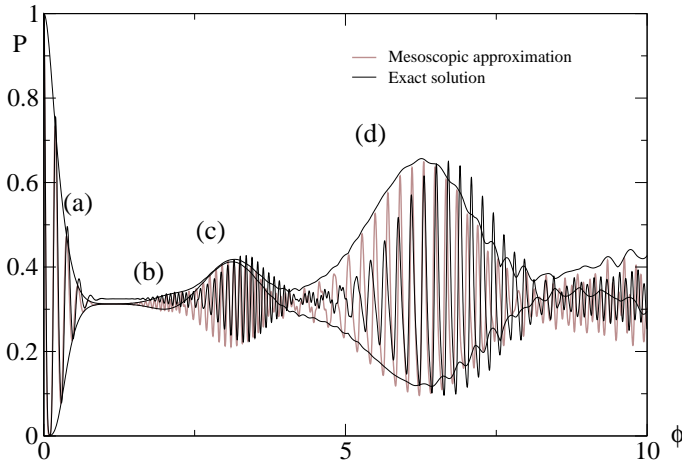 1
P
0.8
0.6
0.4
0.2
0
0
5
10
ϕ
Mesoscopic approximation
Exact solution
(a)
(b)
(c)
(d)